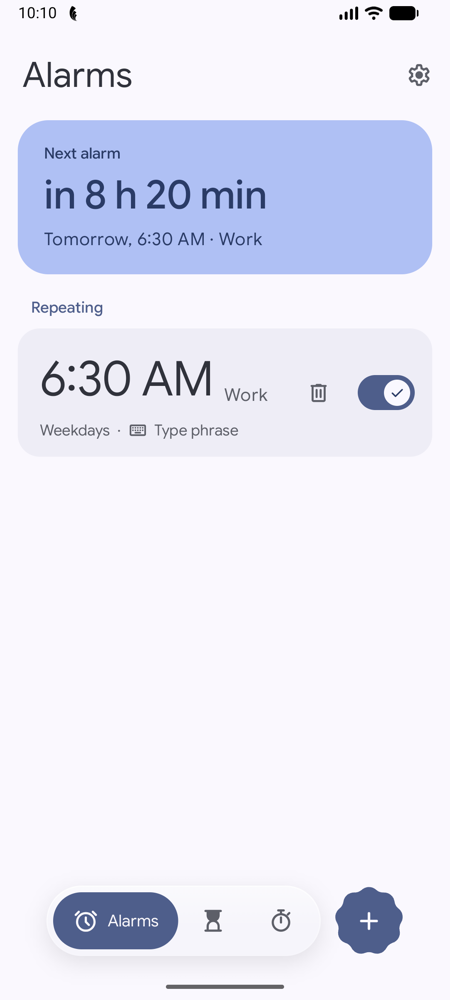 10:10
Alarms
Next alarm
in 8 h 20 min
Tomorrow, 6:30 AM · Work
Repeating
6:30 AM Work
Weekdays · Type phrase
Alarms